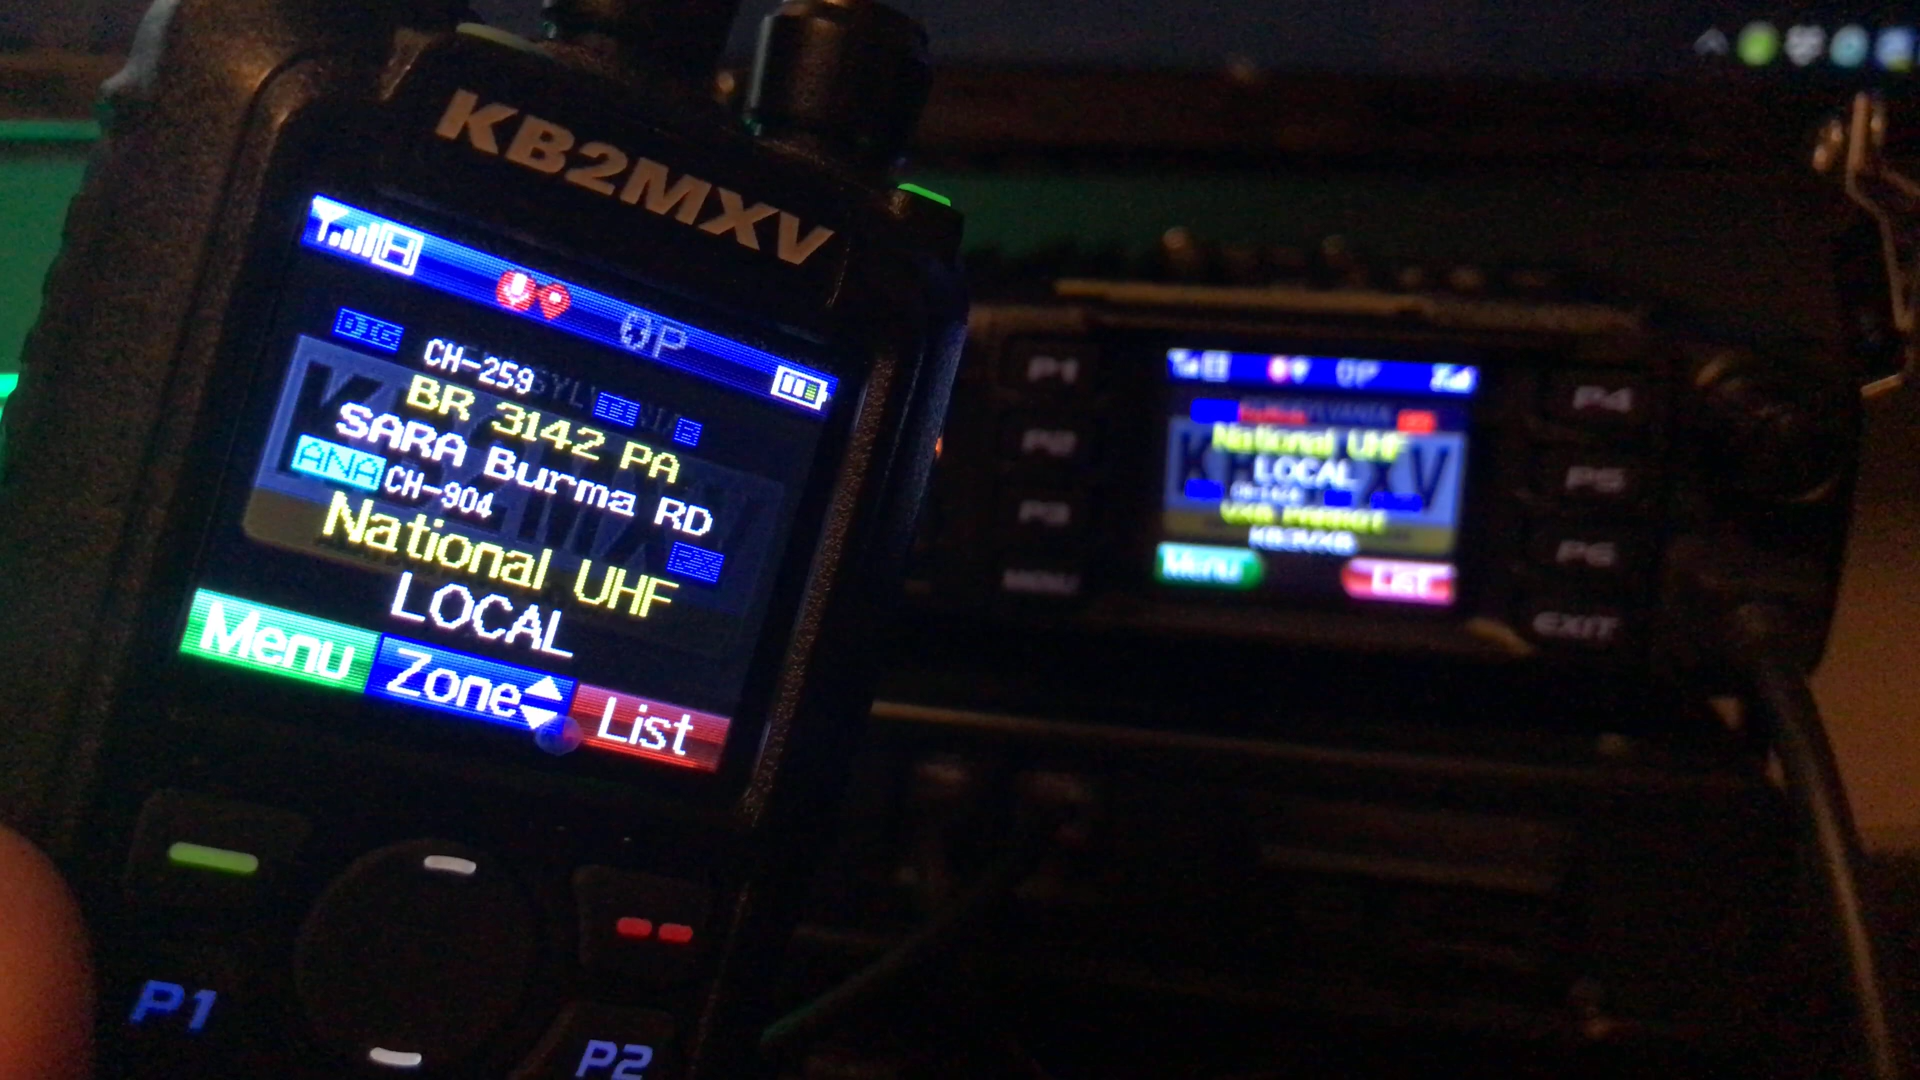 KB2MXV
H
DIG
CH-259
BR 3142 PA
SARA Burma RD
ANA CH-904
National UHF
LOCAL
Menu Zone List
P1
P2
P1
P2
P3
MENU
National UHF
LOCAL
Menu List
P4
P5
P6
EXIT